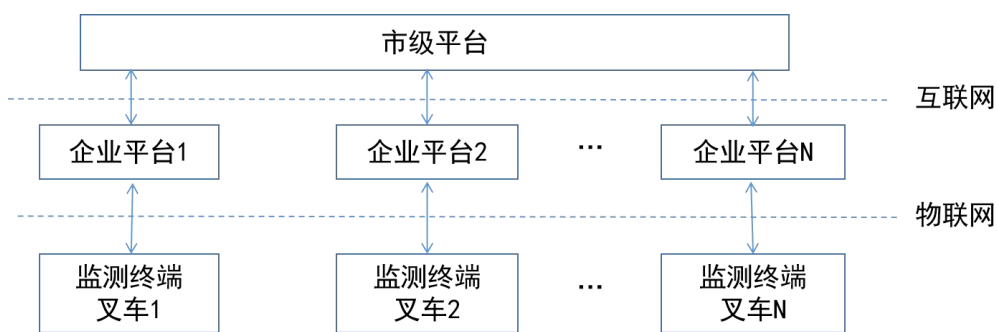 市级平台
互联网
企业平台1
企业平台2
...
企业平台N
物联网
监测终端
叉车1
监测终端
叉车2
...
监测终端
叉车N